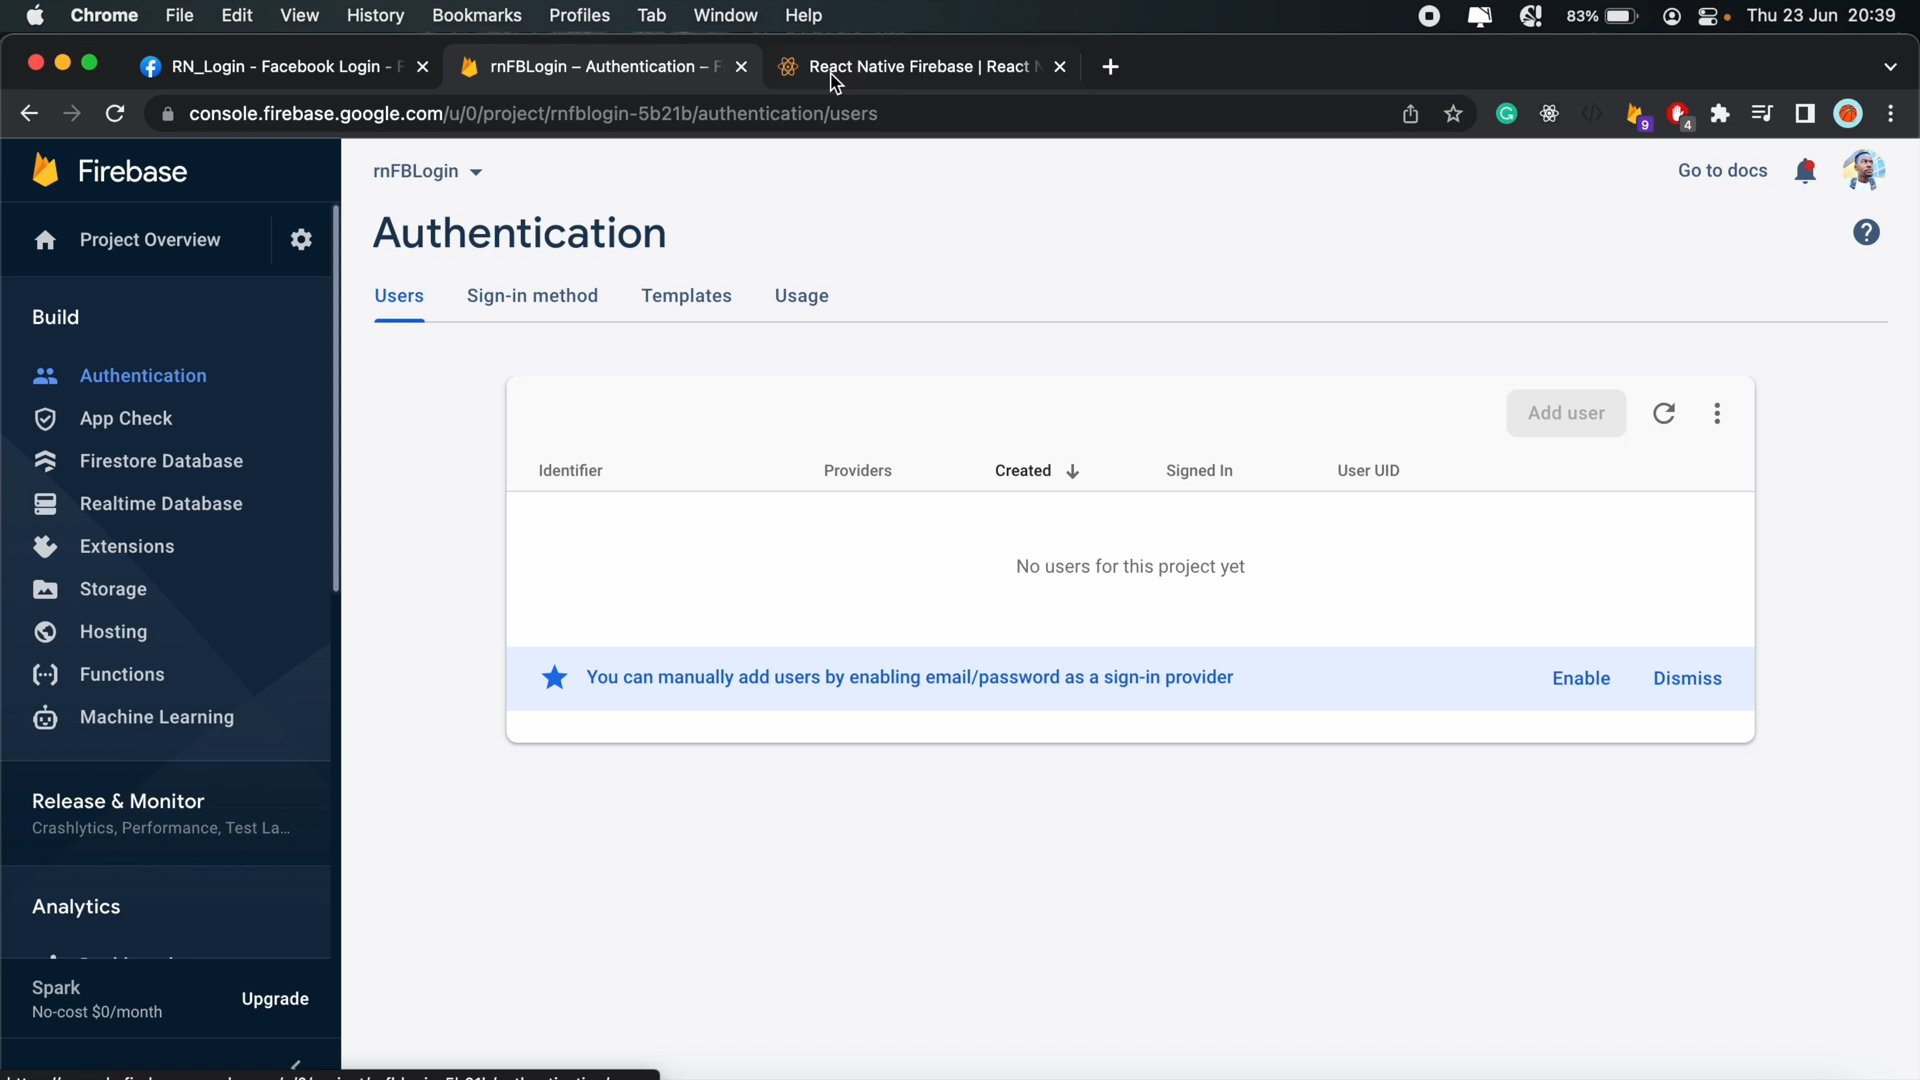 Chrome File Edit View History Bookmarks Profiles Tab Window Help 83% Thu 23 Jun 20:39
RN_Login - Facebook Login - F rnFBLogin – Authentication – F React Native Firebase | React N
console.firebase.google.com/u/0/project/rnfblogin-5b21b/authentication/users 9 4
Firebase
rnFBLogin
Go to docs
Project Overview
Authentication
Users Sign-in method Templates Usage
Build
Authentication
App Check
Firestore Database
Realtime Database
Extensions
Storage
Hosting
Functions
Machine Learning
Release & Monitor
Crashlytics, Performance, Test La...
Analytics
Spark
No-cost $0/month
Upgrade
Add user
Identifier Providers Created Signed In User UID
No users for this project yet
You can manually add users by enabling email/password as a sign-in provider Enable Dismiss